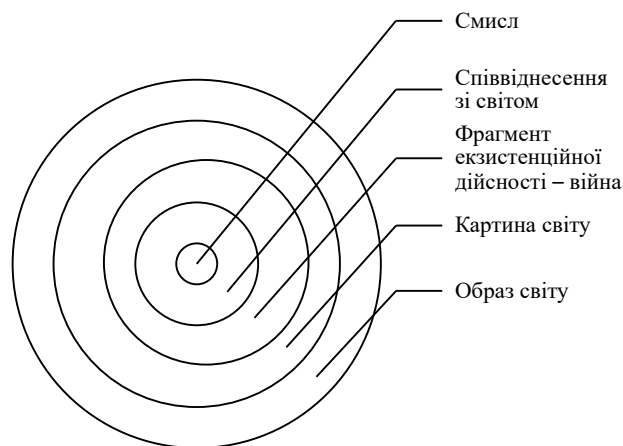 Смисл
Співвіднесення
зі світом
Фрагмент
екзистенційної
дійсності – війна
Картина світу
Образ світу